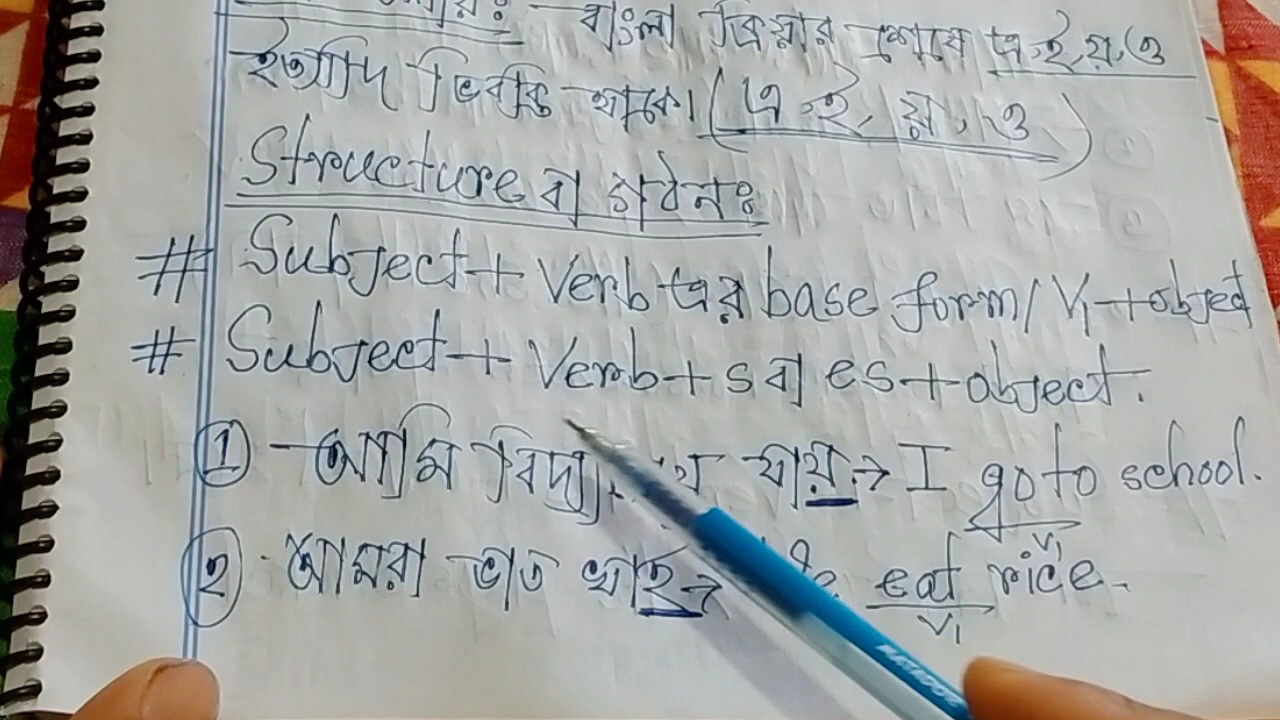 বাংলা ক্রিয়ার শেষে এ,ই,য়,ও
ইত্যাদি বিভক্তি থাকে। (এ,ই, য়, ও)
Structure বা গঠনঃ
# Subject + Verb এর base form / V₁ + object
# Subject + Verb + s বা es + object.
① আমি যায় → I go to school.
V₁
② আমরা ভাত খাই → eat rice.
V₁
MATADOR